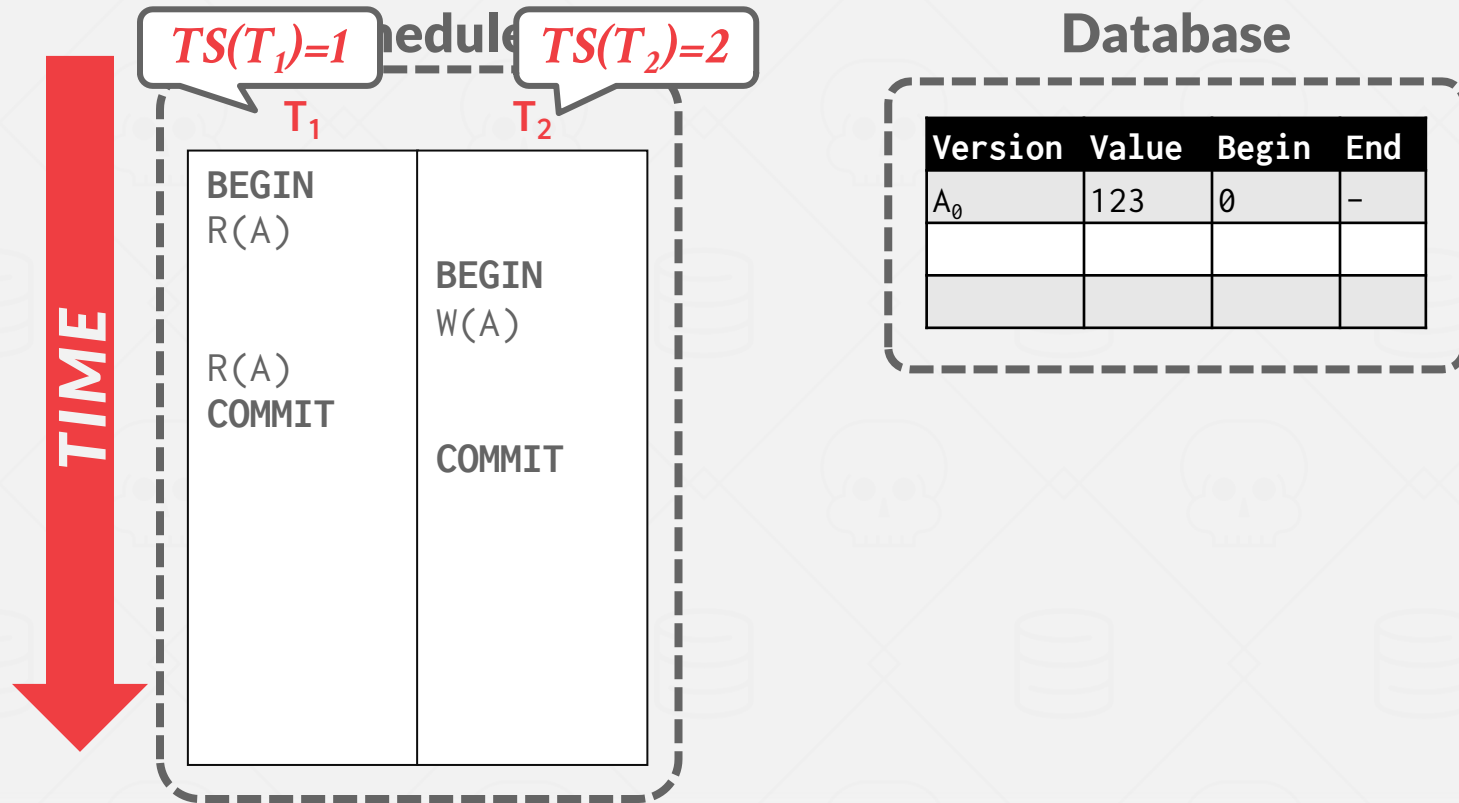 TS(T₁)=1
TS(T₂)=2
Database
T₁
T₂
TIME
BEGIN
R(A)
BEGIN
W(A)
R(A)
COMMIT
COMMIT
Version Value Begin End
A₀ 123 0 –